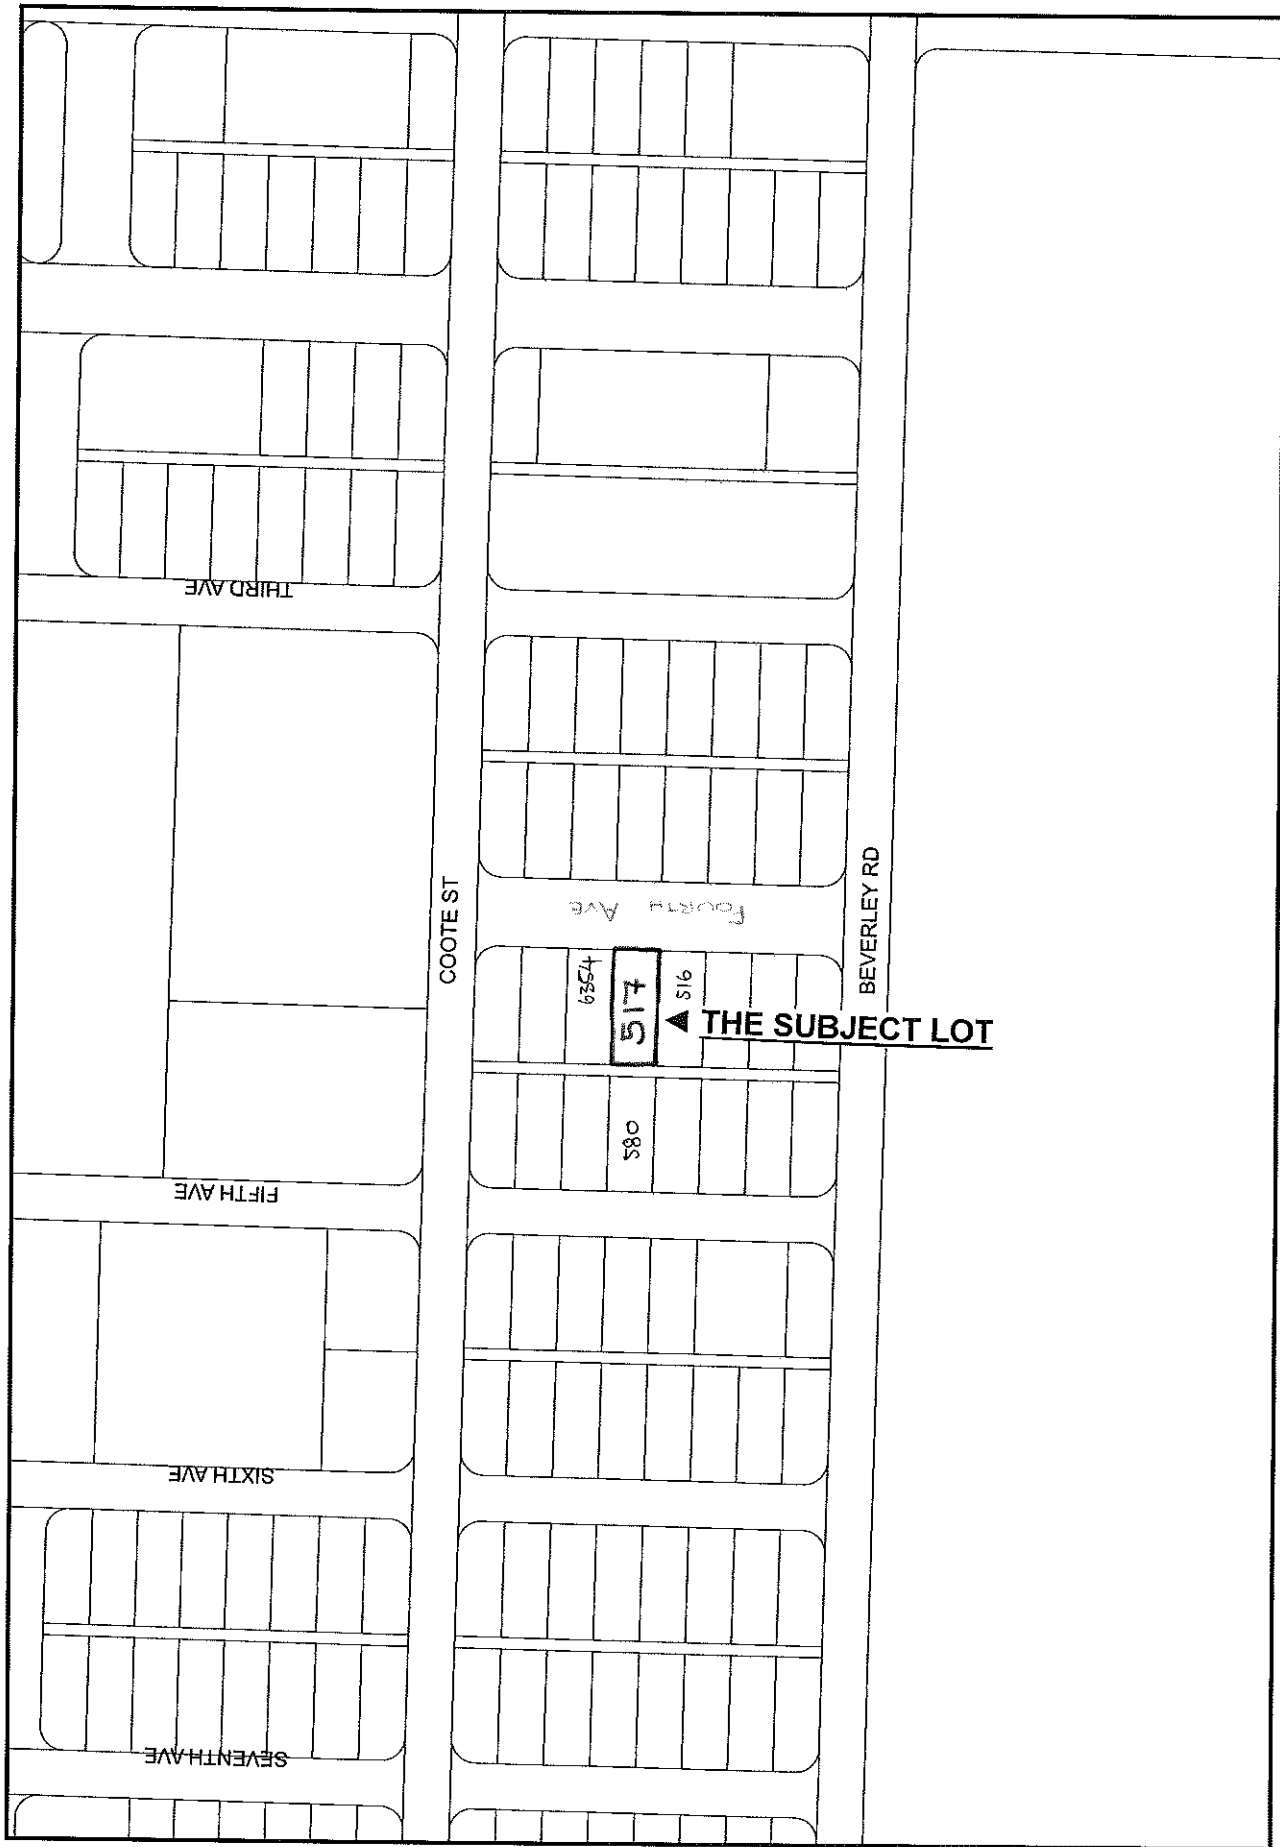 THIRD AVE
COOTE ST
BEVERLEY RD
FOURTH AVE
6354
517
516
THE SUBJECT LOT
580
FIFTH AVE
SIXTH AVE
SEVENTH AVE